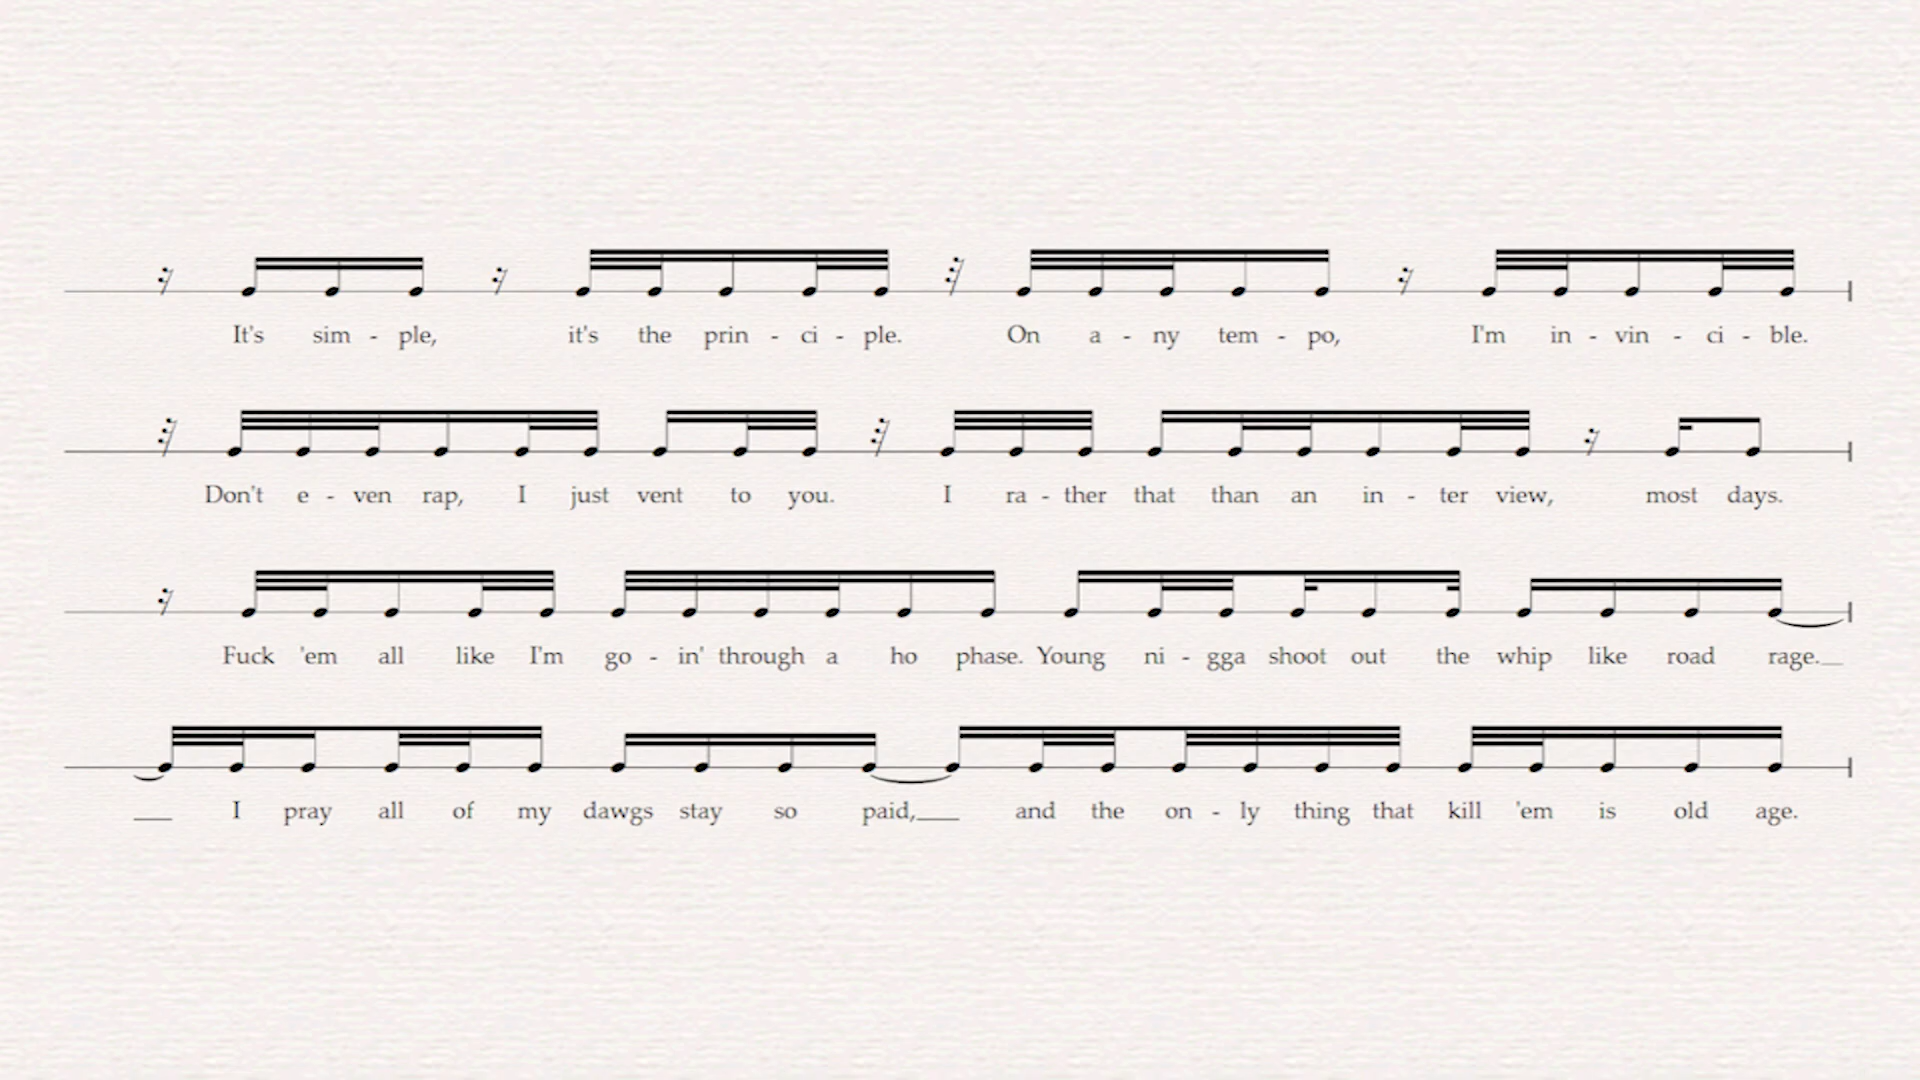 It's sim - ple, it's the prin - ci - ple. On a - ny tem - po, I'm in - vin - ci - ble.
Don't e - ven rap, I just vent to you. I ra - ther that than an in - ter view, most days.
Fuck 'em all like I'm go - in' through a ho phase. Young ni - gga shoot out the whip like road rage.__
__ I pray all of my dawgs stay so paid,__ and the on - ly thing that kill 'em is old age.